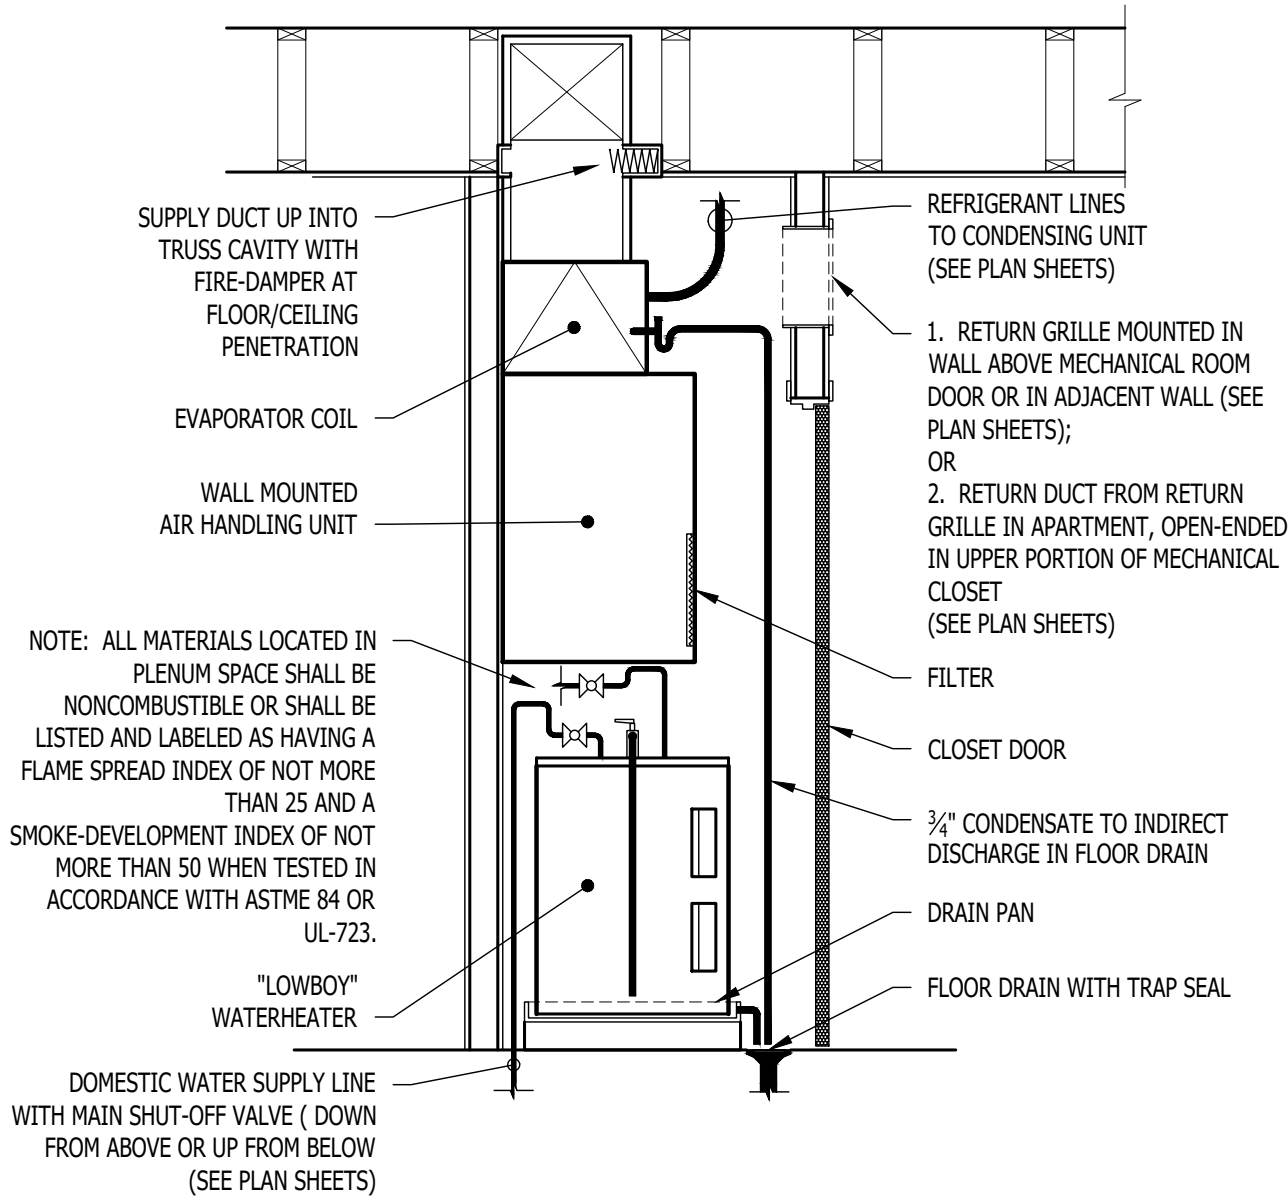 SUPPLY DUCT UP INTO
TRUSS CAVITY WITH
FIRE-DAMPER AT
FLOOR/CEILING
PENETRATION
EVAPORATOR COIL
WALL MOUNTED
AIR HANDLING UNIT
NOTE:  ALL MATERIALS LOCATED IN
PLENUM SPACE SHALL BE
NONCOMBUSTIBLE OR SHALL BE
LISTED AND LABELED AS HAVING A
FLAME SPREAD INDEX OF NOT MORE
THAN 25 AND A
SMOKE-DEVELOPMENT INDEX OF NOT
MORE THAN 50 WHEN TESTED IN
ACCORDANCE WITH ASTME 84 OR
UL-723.
"LOWBOY"
WATERHEATER
DOMESTIC WATER SUPPLY LINE
WITH MAIN SHUT-OFF VALVE ( DOWN
FROM ABOVE OR UP FROM BELOW
(SEE PLAN SHEETS)
REFRIGERANT LINES
TO CONDENSING UNIT
(SEE PLAN SHEETS)
1.  RETURN GRILLE MOUNTED IN
WALL ABOVE MECHANICAL ROOM
DOOR OR IN ADJACENT WALL (SEE
PLAN SHEETS);
OR
2.  RETURN DUCT FROM RETURN
GRILLE IN APARTMENT, OPEN-ENDED
IN UPPER PORTION OF MECHANICAL
CLOSET
(SEE PLAN SHEETS)
FILTER
CLOSET DOOR
3/4" CONDENSATE TO INDIRECT
DISCHARGE IN FLOOR DRAIN
DRAIN PAN
FLOOR DRAIN WITH TRAP SEAL